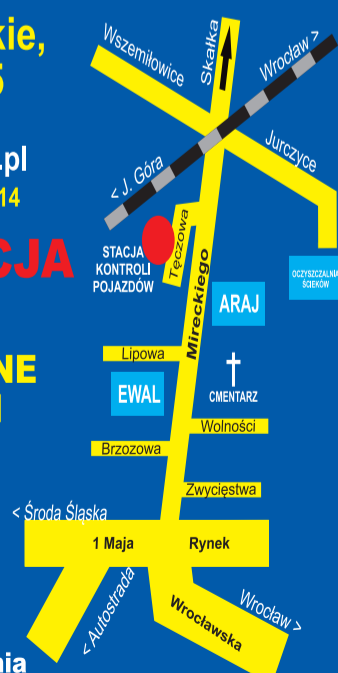 kie,
5
.pl
14
CJA
NE
I
nia
Wszemiłowice
Skałka
Wrocław >
< J. Góra
Jurczyce
Tęczowa
STACJA
KONTROLI
POJAZDÓW
OCZYSZCZALNIA
ŚCIEKÓW
Mireckiego
ARAJ
Lipowa
EWAL
CMENTARZ
Wolności
Brzozowa
Zwycięstwa
< Środa Śląska
1 Maja
Rynek
< Autostrada
Wrocławska
Wrocław >